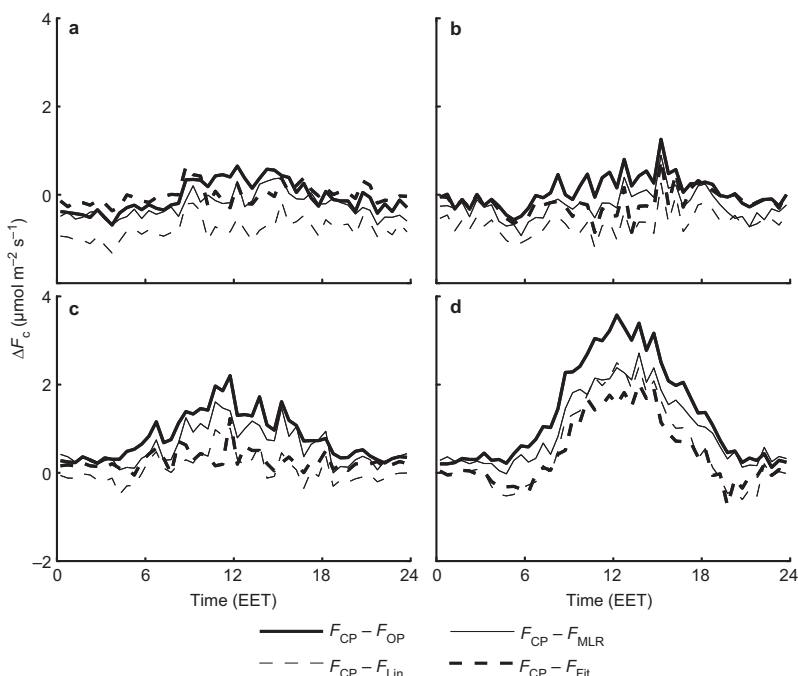 a
b
4
2
0
c
d
4
2
0
–2
ΔFc (μmol m–2 s–1)
0 6 12 18 24
0 6 12 18 24
Time (EET)
Time (EET)
FCP – FOP
FCP – FMLR
FCP – FLin
FCP – FFit